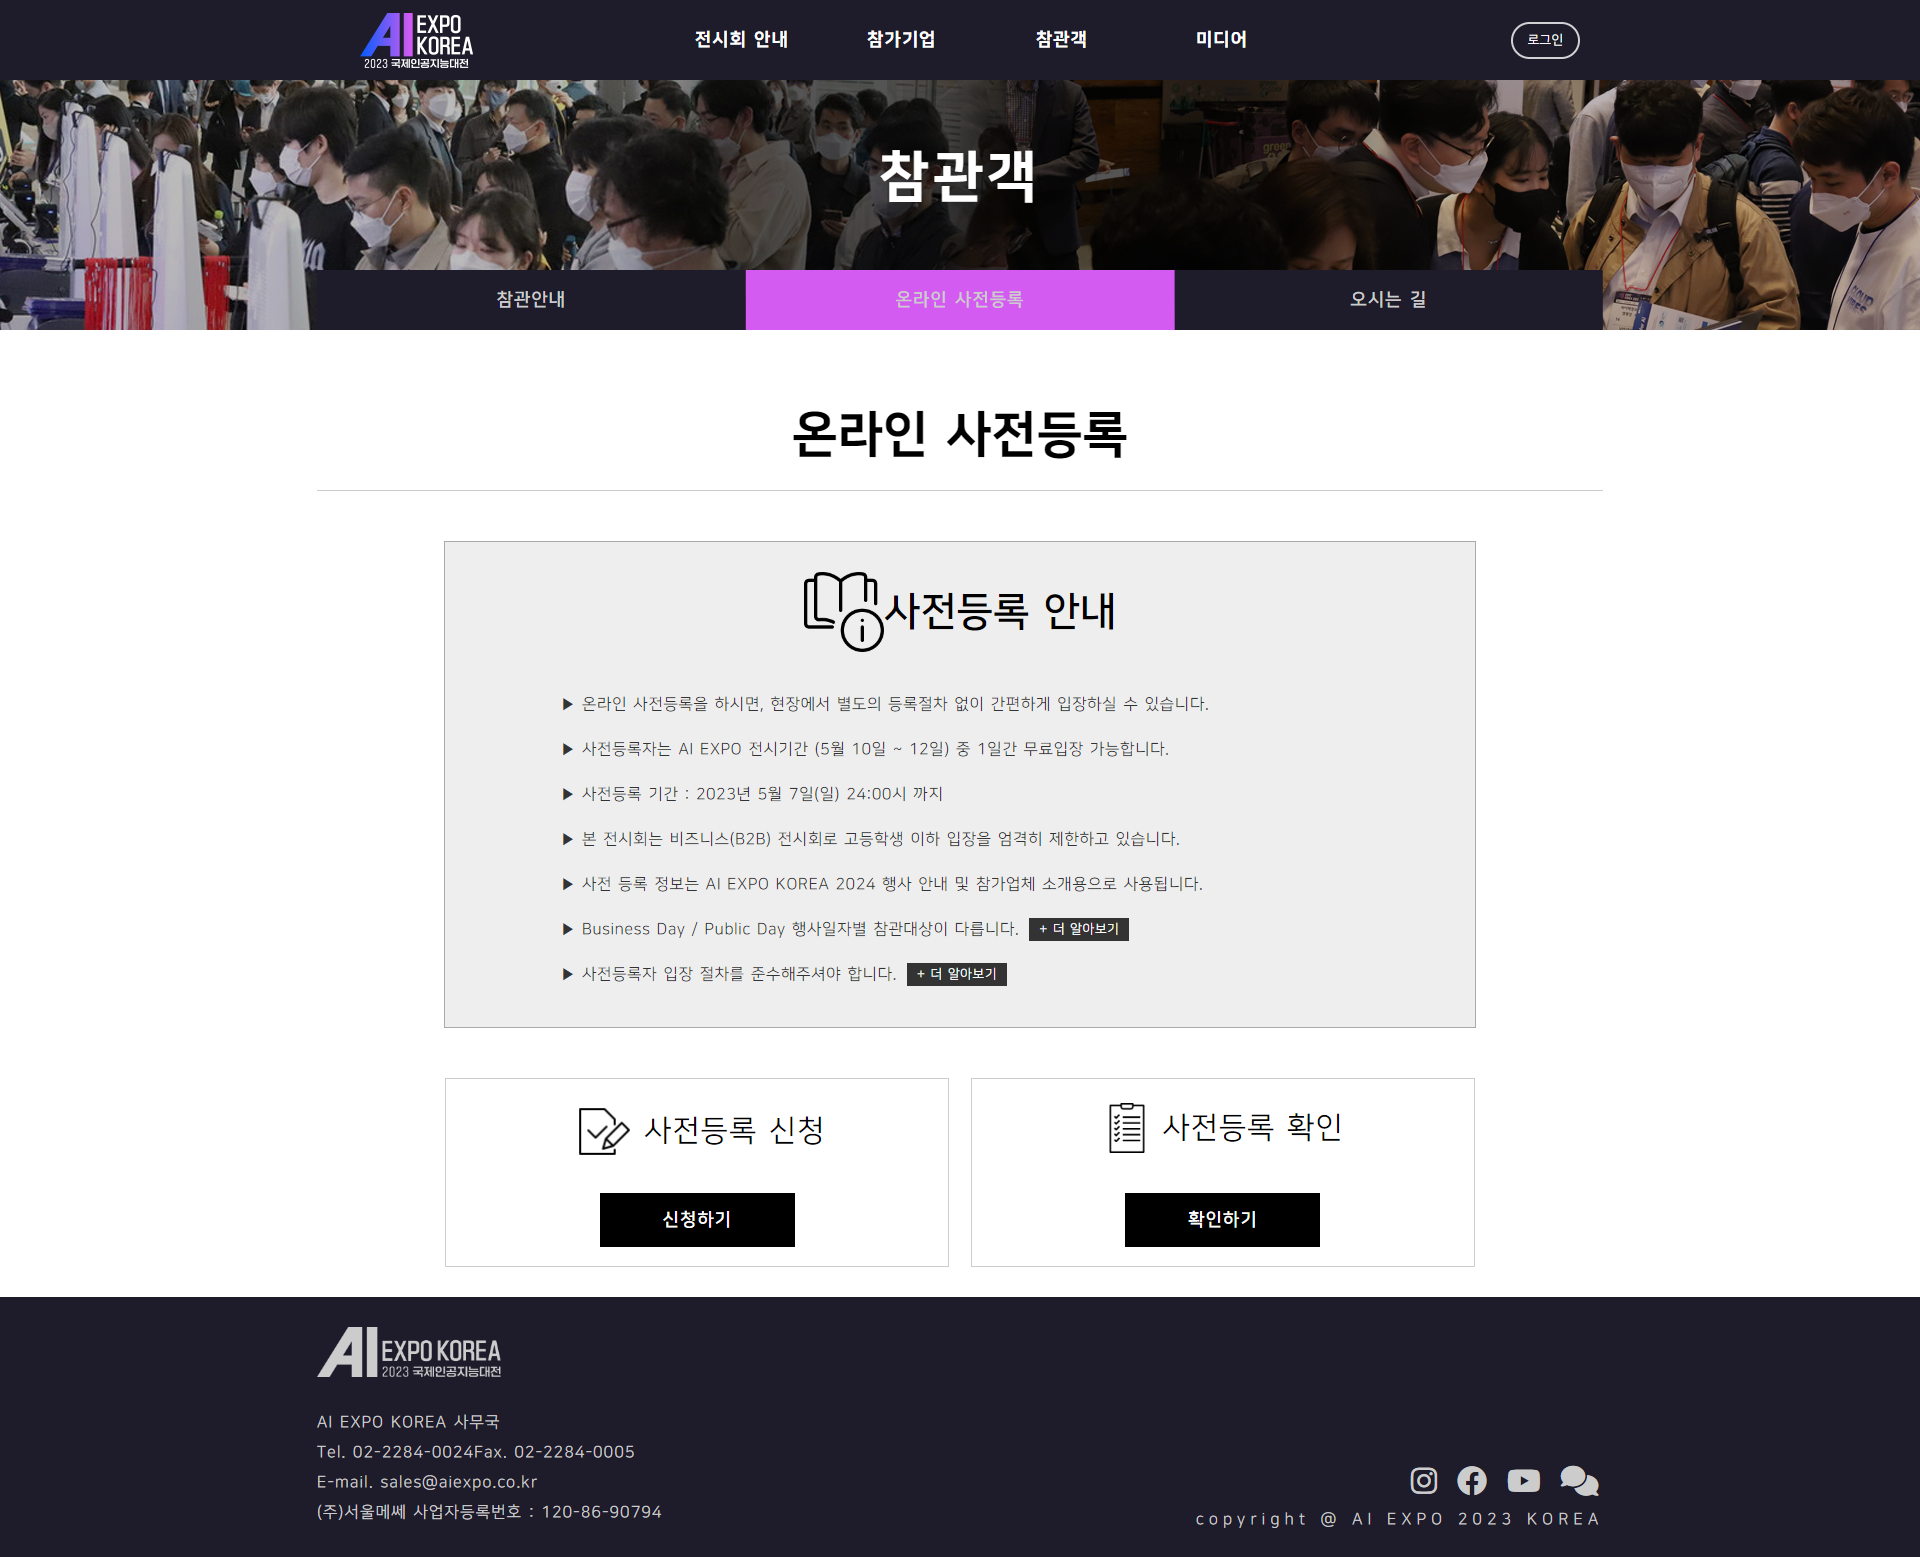 AI EXPO KOREA
2023 국제인공지능대전
전시회 안내
참가기업
참관객
미디어
로그인
참관객
참관안내
온라인 사전등록
오시는 길
온라인 사전등록
사전등록 안내
▶ 온라인 사전등록을 하시면, 현장에서 별도의 등록절차 없이 간편하게 입장하실 수 있습니다.
▶ 사전등록자는 AI EXPO 전시기간 (5월 10일 ~ 12일) 중 1일간 무료입장 가능합니다.
▶ 사전등록 기간 : 2023년 5월 7일(일) 24:00시 까지
▶ 본 전시회는 비즈니스(B2B) 전시회로 고등학생 이하 입장을 엄격히 제한하고 있습니다.
▶ 사전 등록 정보는 AI EXPO KOREA 2024 행사 안내 및 참가업체 소개용으로 사용됩니다.
▶ Business Day / Public Day 행사일자별 참관대상이 다릅니다. + 더 알아보기
▶ 사전등록자 입장 절차를 준수해주셔야 합니다. + 더 알아보기
사전등록 신청
신청하기
사전등록 확인
확인하기
AI EXPO KOREA
2023 국제인공지능대전
AI EXPO KOREA 사무국
Tel. 02-2284-0024Fax. 02-2284-0005
E-mail. sales@aiexpo.co.kr
(주)서울메쎄 사업자등록번호 : 120-86-90794
copyright @ AI EXPO 2023 KOREA